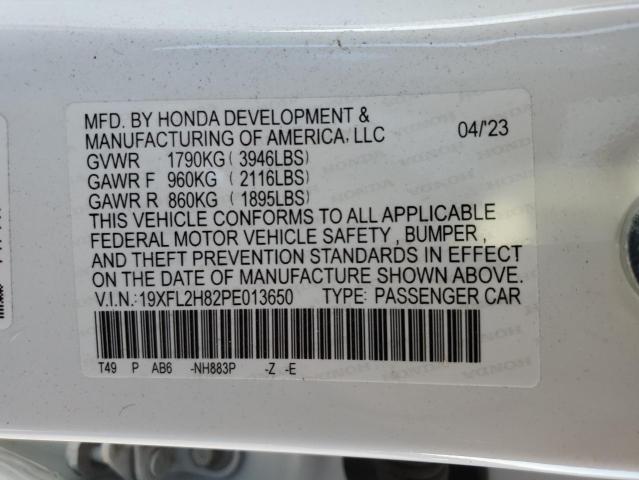 MFD. BY HONDA DEVELOPMENT &
MANUFACTURING OF AMERICA, LLC 04/'23
GVWR 1790KG ( 3946LBS)
GAWR F 960KG ( 2116LBS)
GAWR R 860KG ( 1895LBS)
THIS VEHICLE CONFORMS TO ALL APPLICABLE
FEDERAL MOTOR VEHICLE SAFETY , BUMPER ,
AND THEFT PREVENTION STANDARDS IN EFFECT
ON THE DATE OF MANUFACTURE SHOWN ABOVE.
V.I.N.:19XFL2H82PE013650 TYPE: PASSENGER CAR
T49 P AB6 -NH883P -Z -E